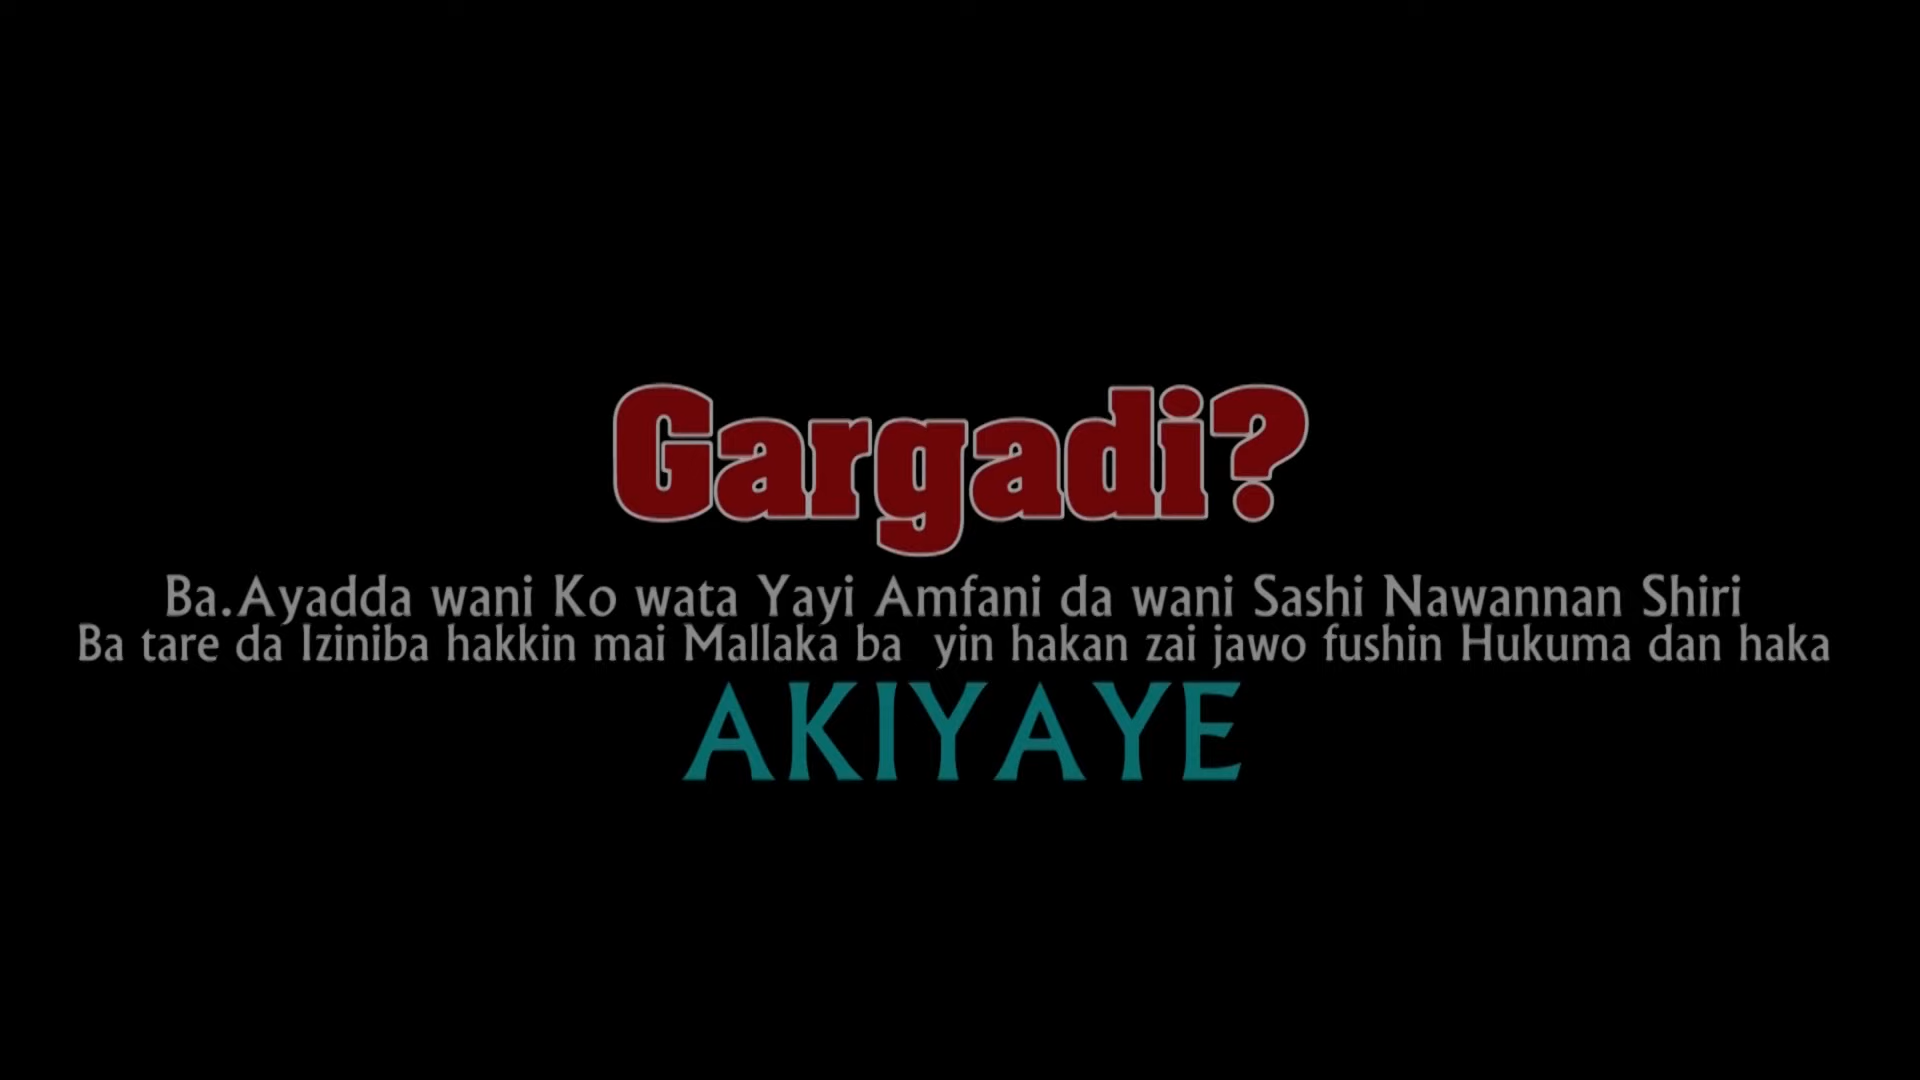 Gargadi?
Ba.Ayadda wani Ko wata Yayi Amfani da wani Sashi Nawannan Shiri
Ba tare da Iziniba hakkin mai Mallaka ba yin hakan zai jawo fushin Hukuma dan haka
AKIYAYE